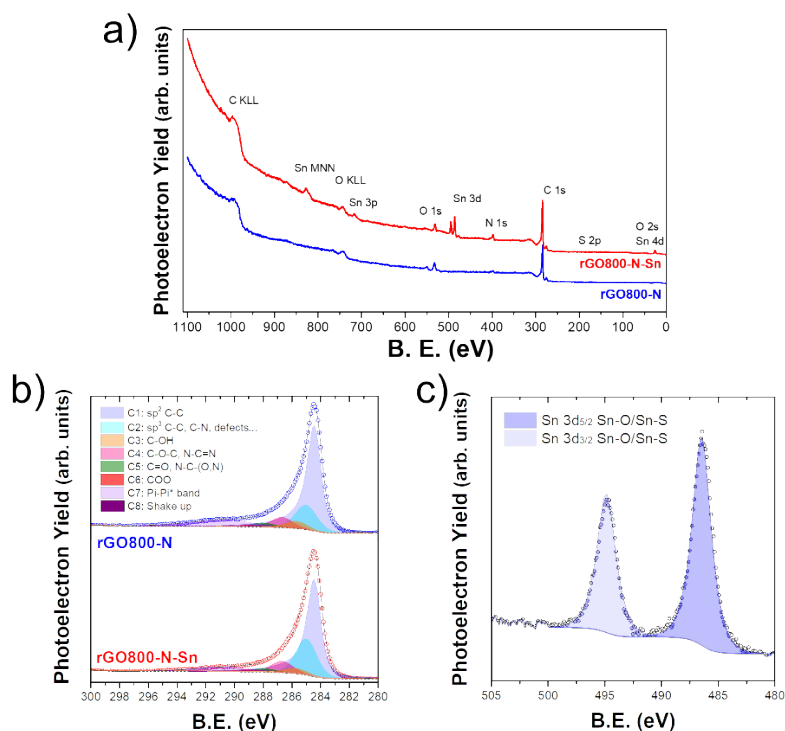 a)
Photoelectron Yield (arb. units)
C KLL
Sn MNN
O KLL
Sn 3p
O 1s
Sn 3d
N 1s
C 1s
S 2p
O 2s
Sn 4d
rGO800-N-Sn
rGO800-N
1100 1000 900 800 700 600 500 400 300 200 100 0
B. E. (eV)
b)
Photoelectron Yield (arb. units)
C1: sp² C-C
C2: sp³ C-C, C-N, defects...
C3: C-OH
C4: C-O-C, N-C=N
C5: C=O, N-C-(O,N)
C6: COO
C7: Pi-Pi* band
C8: Shake up
rGO800-N
rGO800-N-Sn
300 298 296 294 292 290 288 286 284 282 280
B.E. (eV)
c)
Photoelectron Yield (arb. units)
Sn 3d5/2 Sn-O/Sn-S
Sn 3d3/2 Sn-O/Sn-S
505 500 495 490 485 480
B.E. (eV)